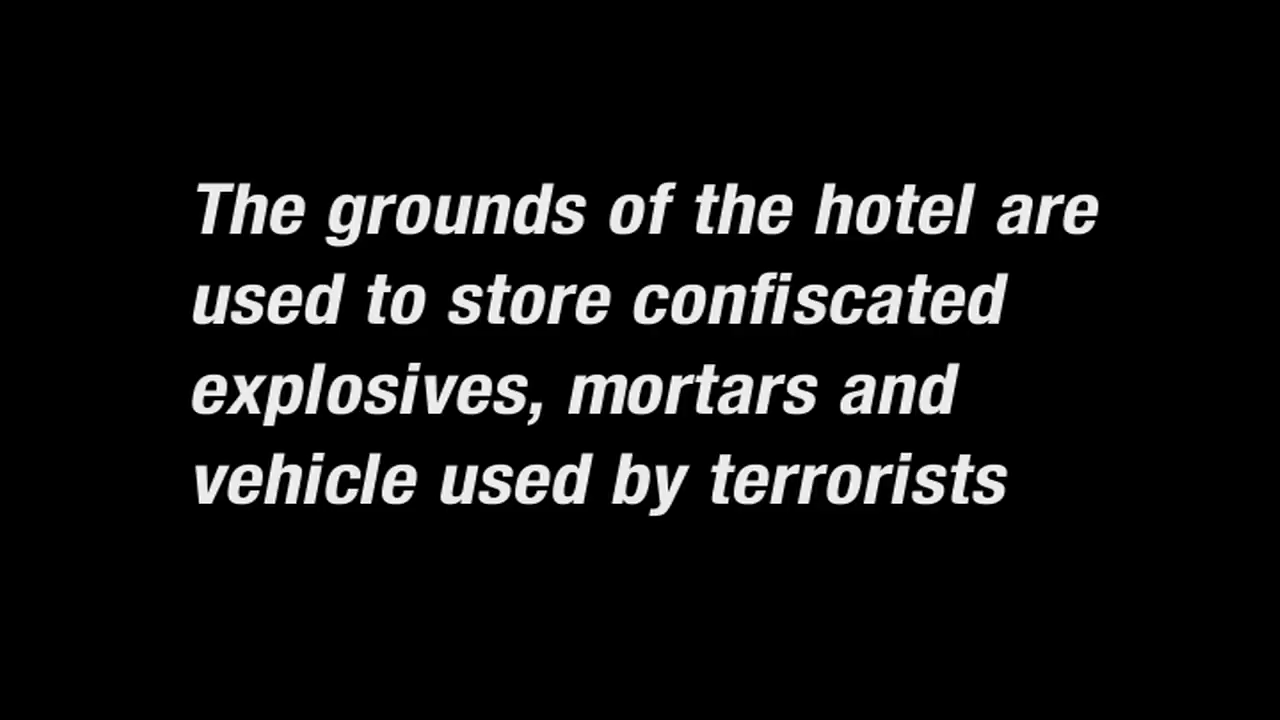 The grounds of the hotel are
used to store confiscated
explosives, mortars and
vehicle used by terrorists